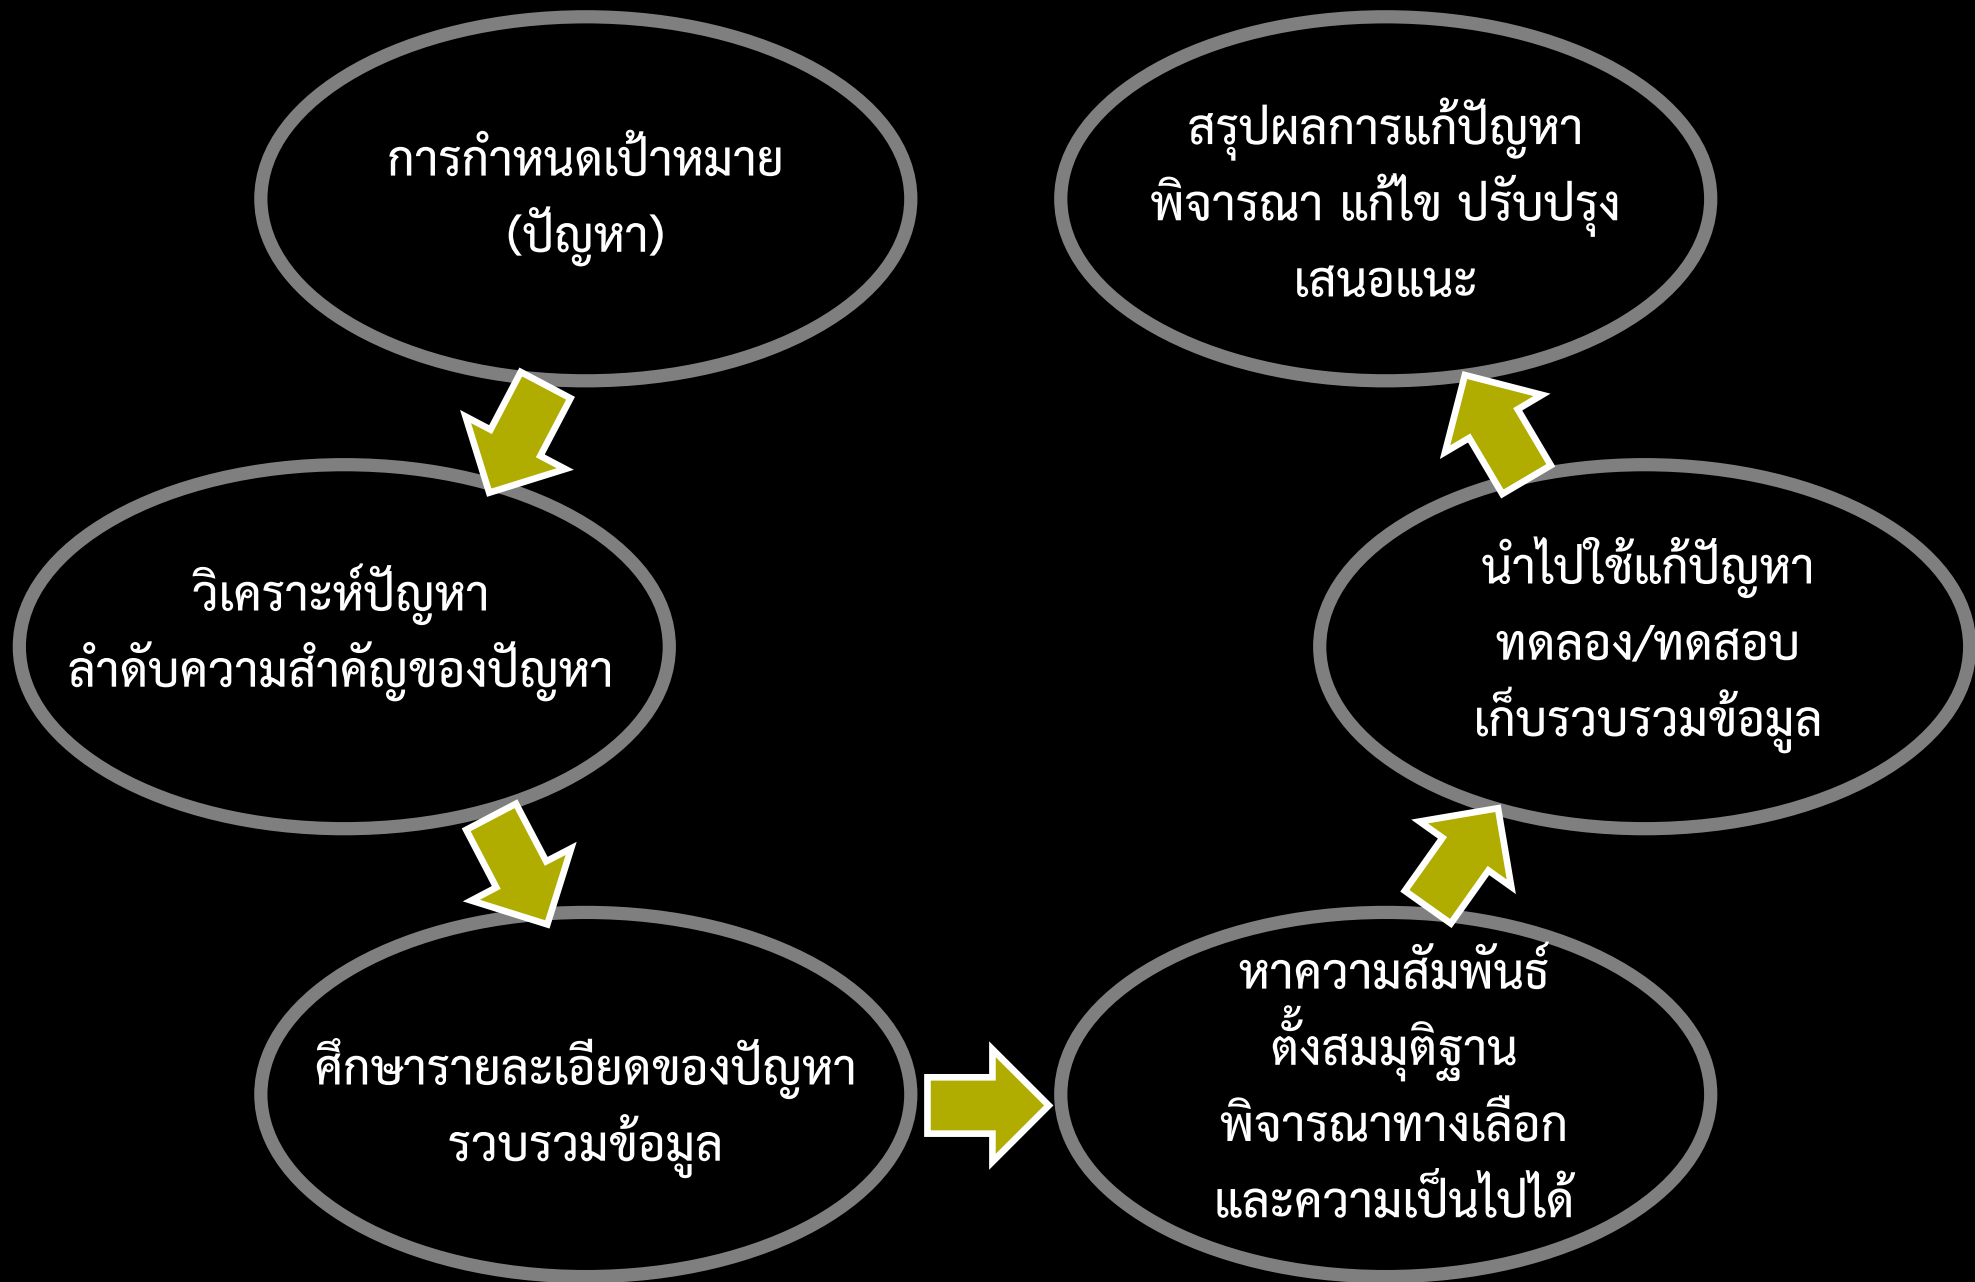 การกำหนดเป้าหมาย
(ปัญหา)
วิเคราะห์ปัญหา
ลำดับความสำคัญของปัญหา
ศึกษารายละเอียดของปัญหา
รวบรวมข้อมูล
หาความสัมพันธ์
ตั้งสมมุติฐาน
พิจารณาทางเลือก
และความเป็นไปได้
นำไปใช้แก้ปัญหา
ทดลอง/ทดสอบ
เก็บรวบรวมข้อมูล
สรุปผลการแก้ปัญหา
พิจารณา แก้ไข ปรับปรุง
เสนอแนะ